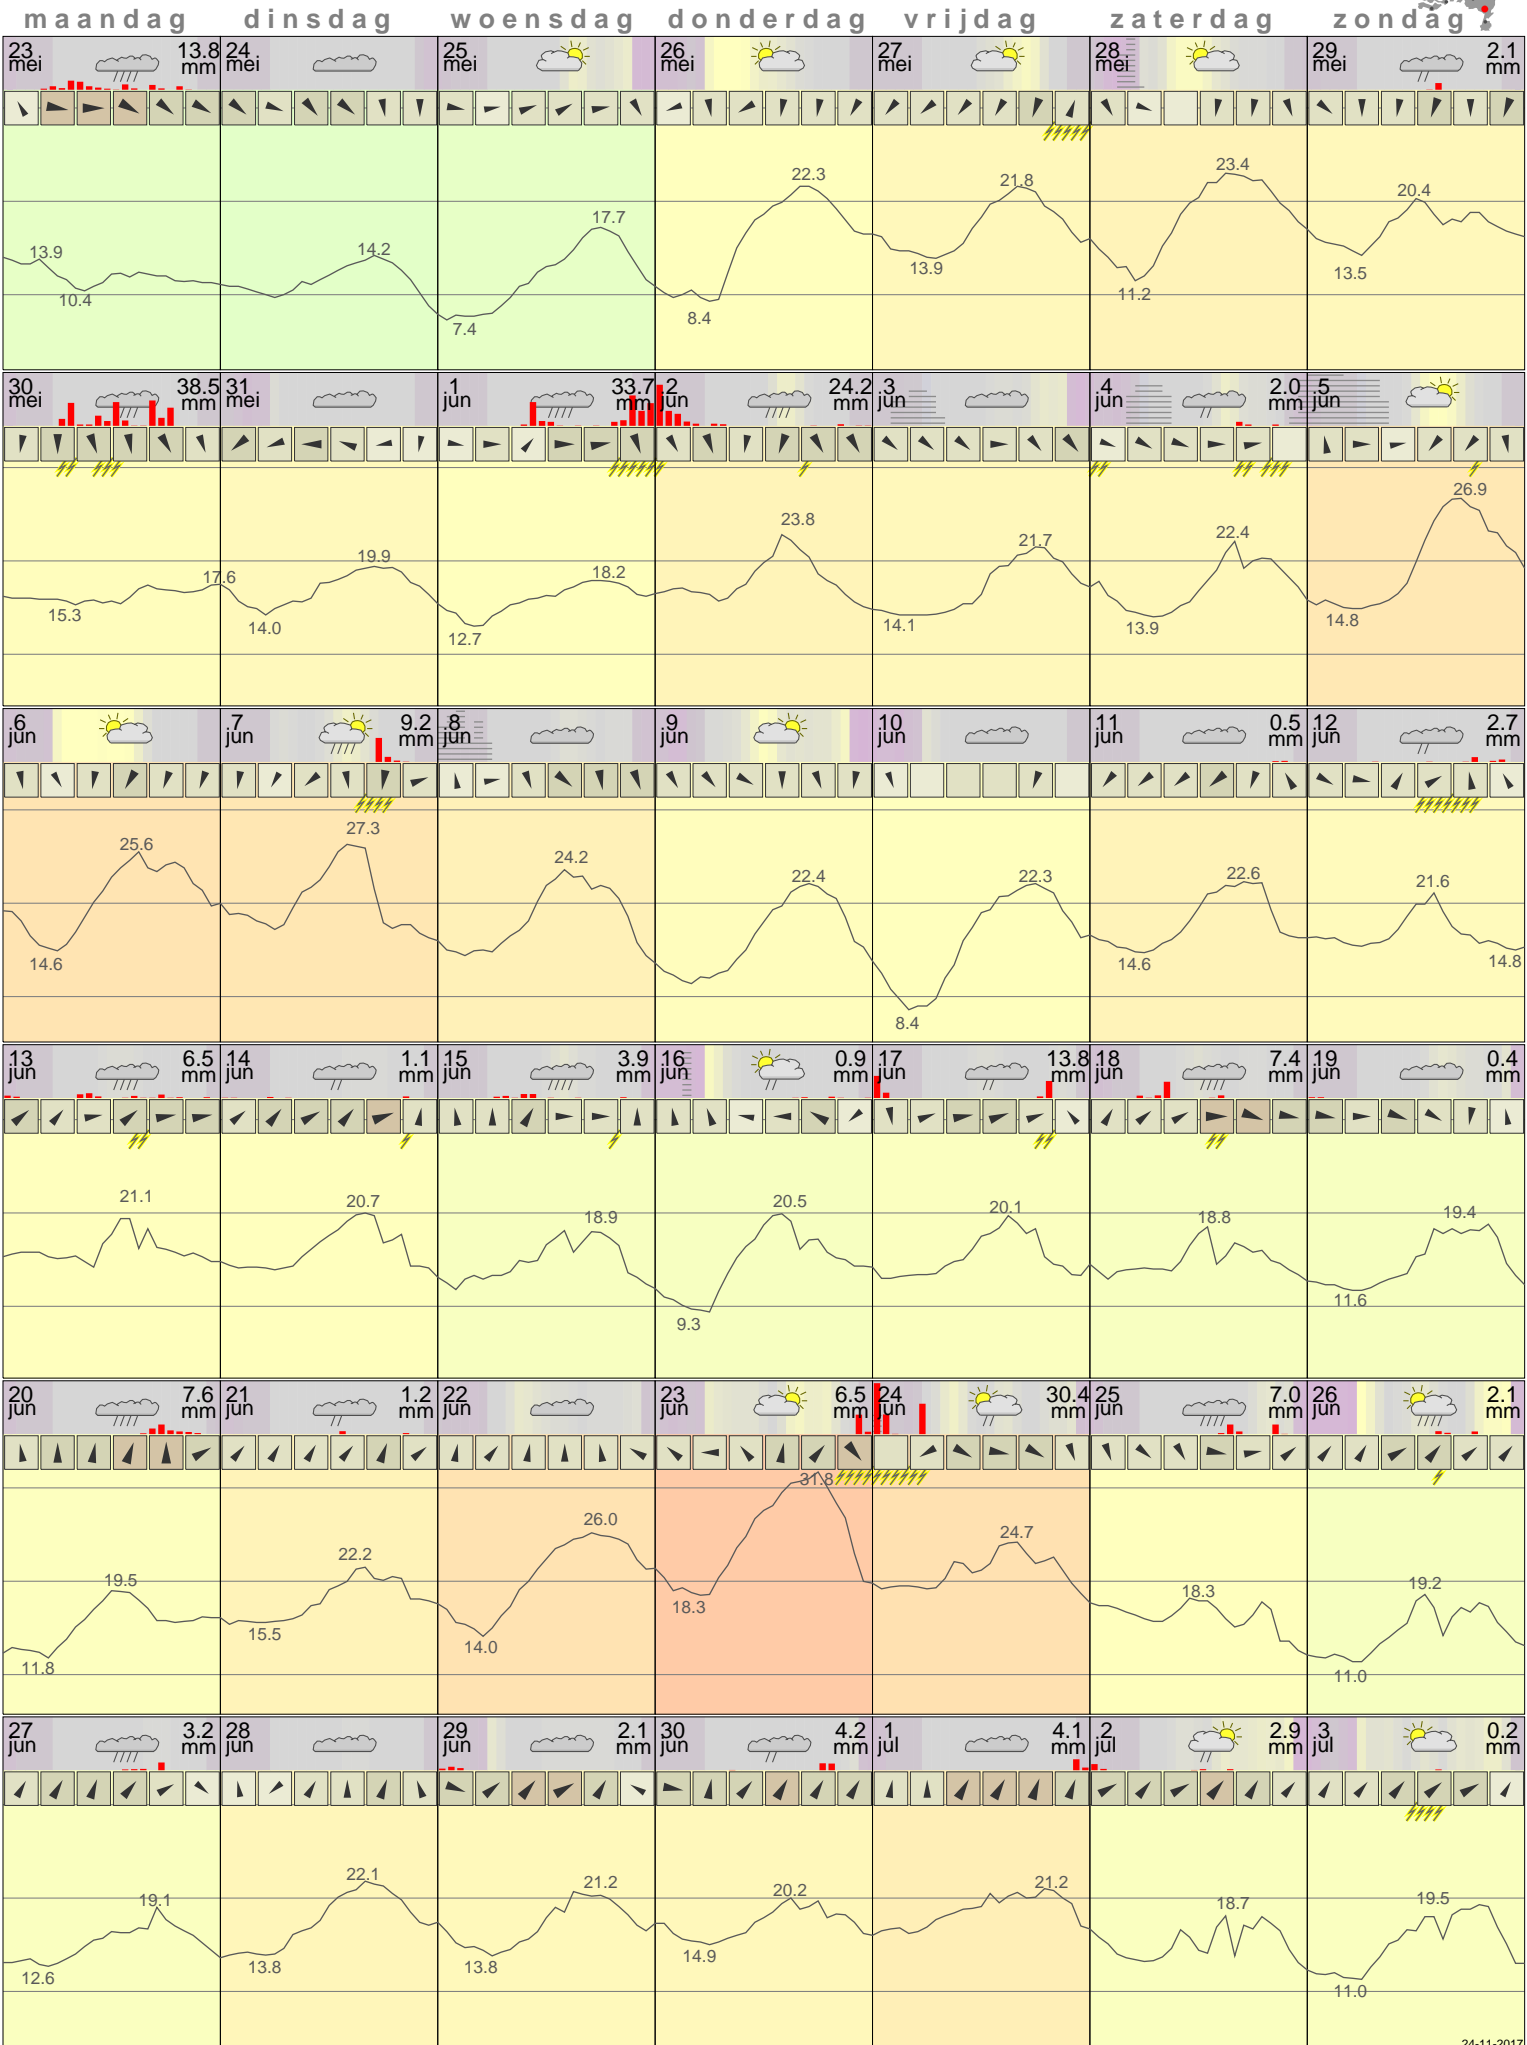 maandag dinsdag woensdag donderdag vrijdag zaterdag zondag
23 13.8 24 25 26 27 28 29 2.1
mei mm mei mei mei mei mei mei mm
22.3 21.8 23.4 20.4
13.9 14.2 17.7
10.4 7.4 8.4 13.9 11.2 13.5
30 38.5 31 1 33.7 2 24.2 3 4 2.0 5
mei mm mei jun mm jun mm jun jun mm jun
17.6 19.9 18.2 23.8 21.7 22.4 26.9
15.3 14.0 12.7 14.1 13.9 14.8
6 7 9.2 8 9 10 11 0.5 12 2.7
jun jun mm jun jun jun jun mm jun mm
25.6 27.3 24.2 22.4 22.3 22.6 21.6
14.6 8.4 14.6 14.8
13 6.5 14 1.1 15 3.9 16 0.9 17 13.8 18 7.4 19 0.4
jun mm jun mm jun mm jun mm jun mm jun mm jun mm
21.1 20.7 18.9 20.5 20.1 18.8 19.4
9.3 11.6
20 7.6 21 1.2 22 23 6.5 24 30.4 25 7.0 26 2.1
jun mm jun mm jun jun mm jun mm jun mm jun mm
19.5 22.2 26.0 31.8 24.7 18.3 19.2
11.8 15.5 14.0 18.3 11.0
27 3.2 28 29 2.1 30 4.2 1 4.1 2 2.9 3 0.2
jun mm jun jun mm jun mm jul mm jul mm jul mm
19.1 22.1 21.2 20.2 21.2 18.7 19.5
12.6 13.8 13.8 14.9 11.0
24-11-2017